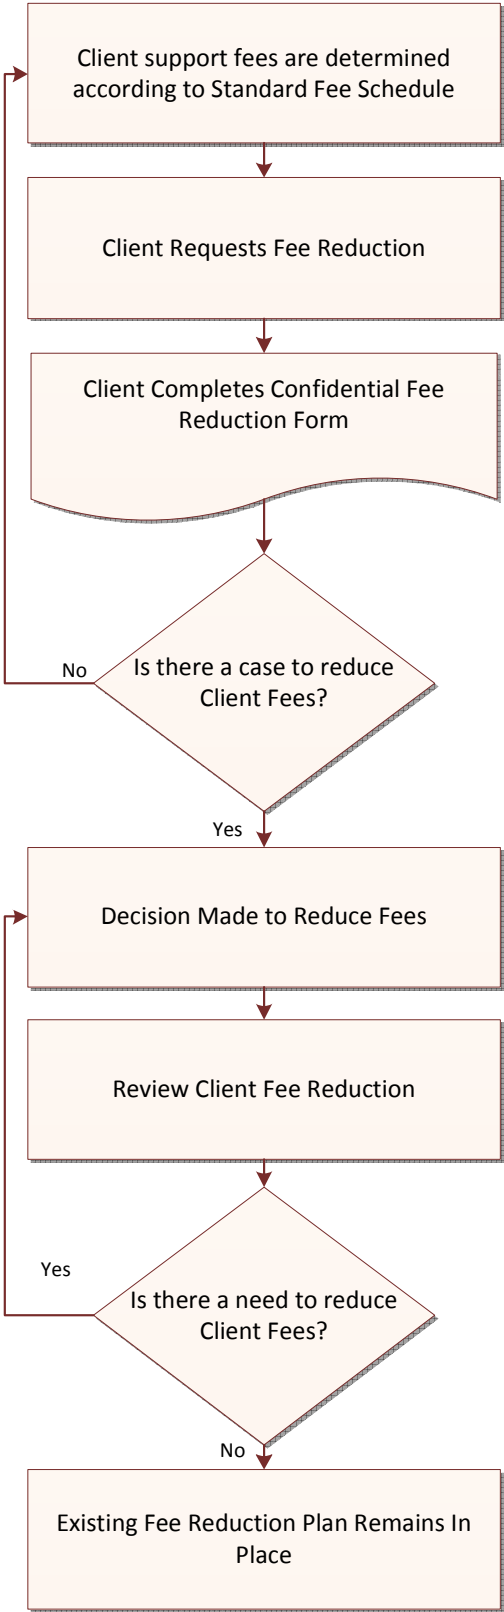 Client support fees are determined
according to Standard Fee Schedule
Client Requests Fee Reduction
Client Completes Confidential Fee
Reduction Form
No
Is there a case to reduce
Client Fees?
Yes
Decision Made to Reduce Fees
Review Client Fee Reduction
Yes
Is there a need to reduce
Client Fees?
No
Existing Fee Reduction Plan Remains In
Place